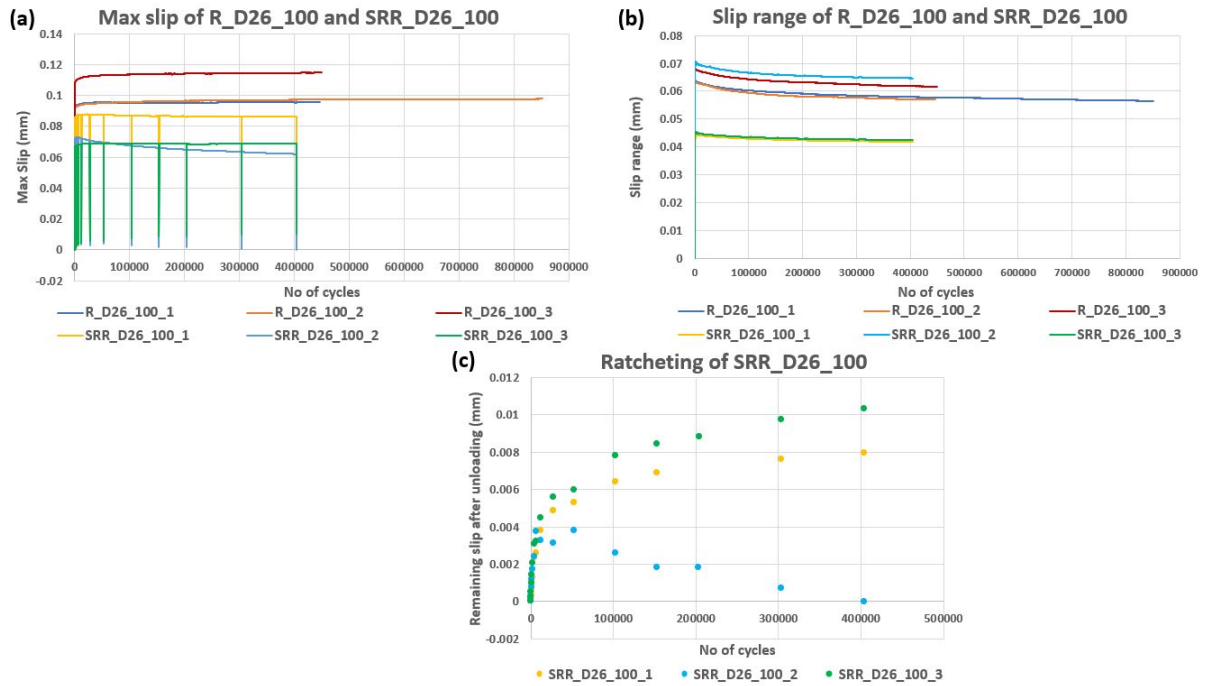 (a)
Max slip of R_D26_100 and SRR_D26_100
0.14
0.12
0.1
0.08
0.06
0.04
0.02
0
-0.02
Max Slip (mm)
0 100000 200000 300000 400000 500000 600000 700000 800000 900000
No of cycles
R_D26_100_1 R_D26_100_2 R_D26_100_3
SRR_D26_100_1 SRR_D26_100_2 SRR_D26_100_3
(b)
Slip range of R_D26_100 and SRR_D26_100
0.08
0.07
0.06
0.05
0.04
0.03
0.02
0.01
0
Slip range (mm)
0 100000 200000 300000 400000 500000 600000 700000 800000 900000
No of cycles
R_D26_100_1 R_D26_100_2 R_D26_100_3
SRR_D26_100_1 SRR_D26_100_2 SRR_D26_100_3
(c)
Ratcheting of SRR_D26_100
0.012
0.01
0.008
0.006
0.004
0.002
0
-0.002
Remaining slip after unloading (mm)
0 100000 200000 300000 400000 500000
No of cycles
SRR_D26_100_1 SRR_D26_100_2 SRR_D26_100_3